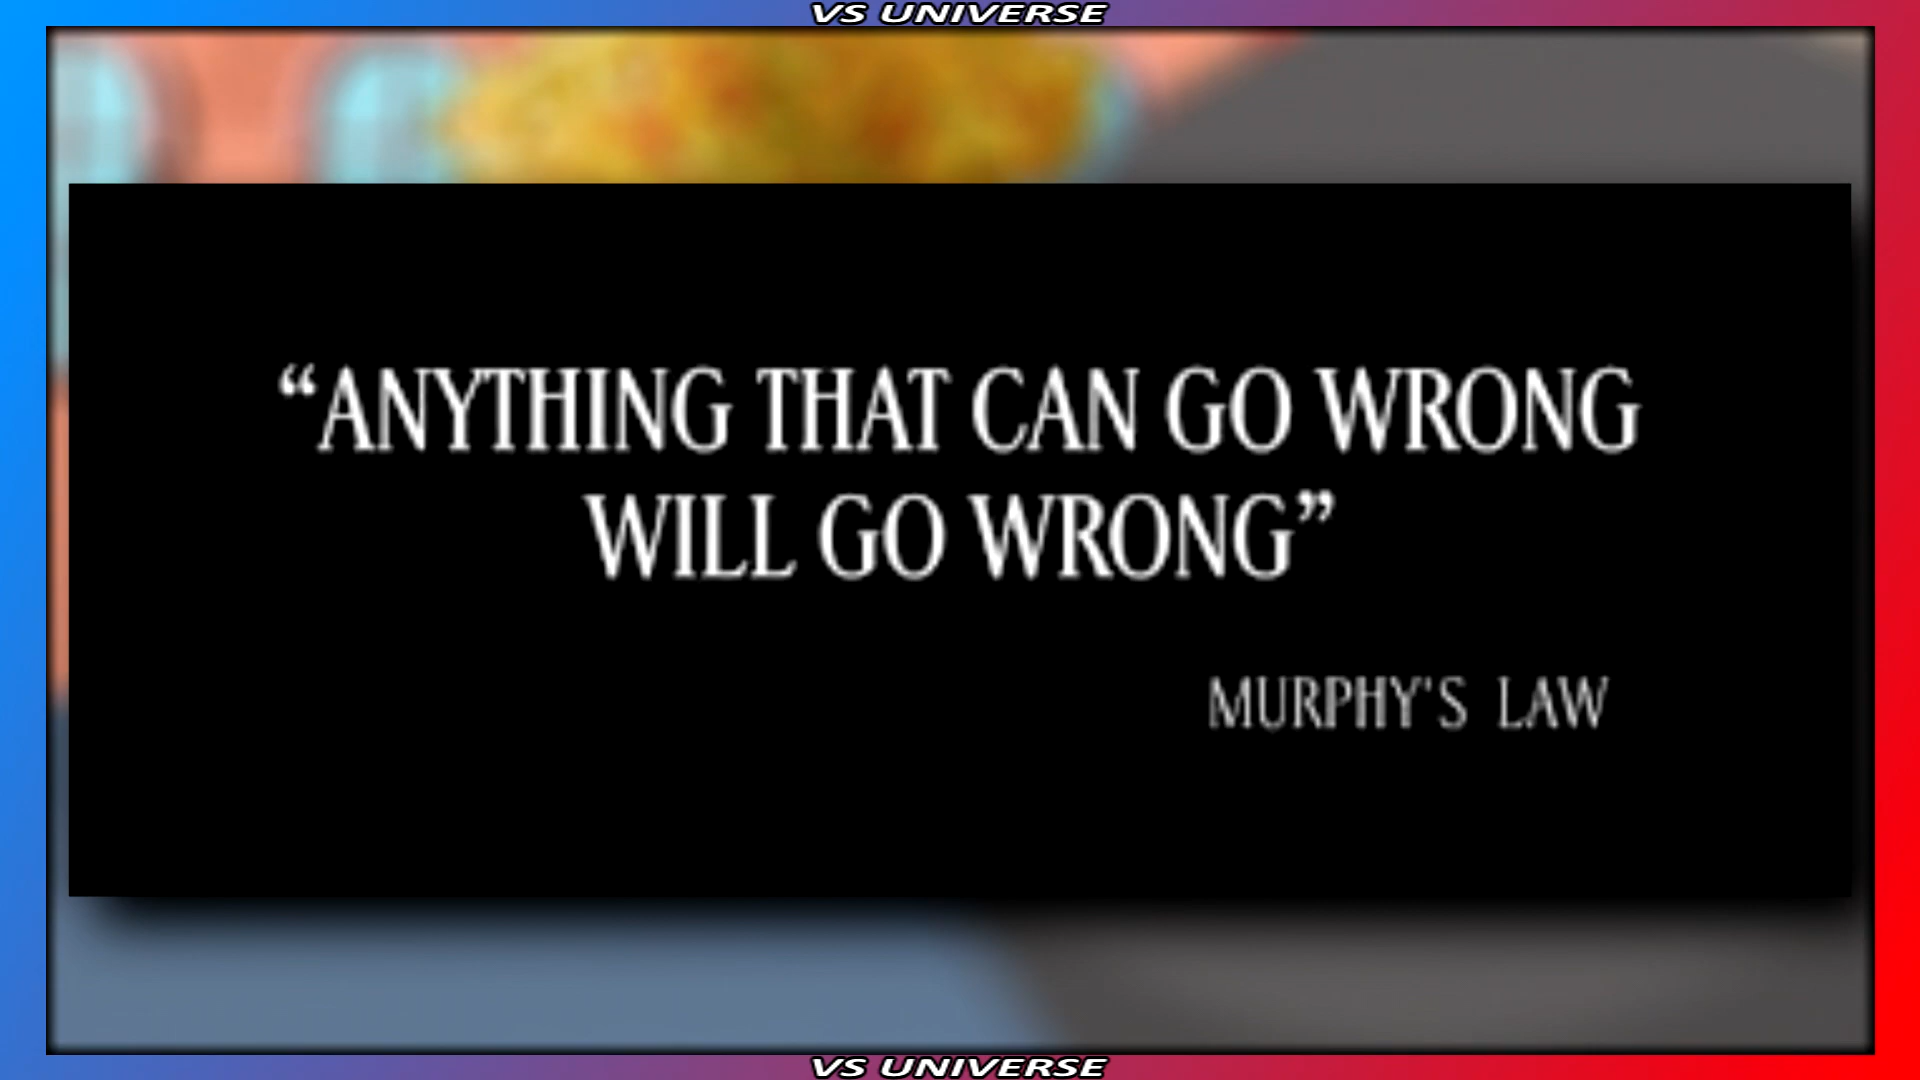 VS UNIVERSE
“ANYTHING THAT CAN GO WRONG
WILL GO WRONG”
MURPHY'S LAW
VS UNIVERSE